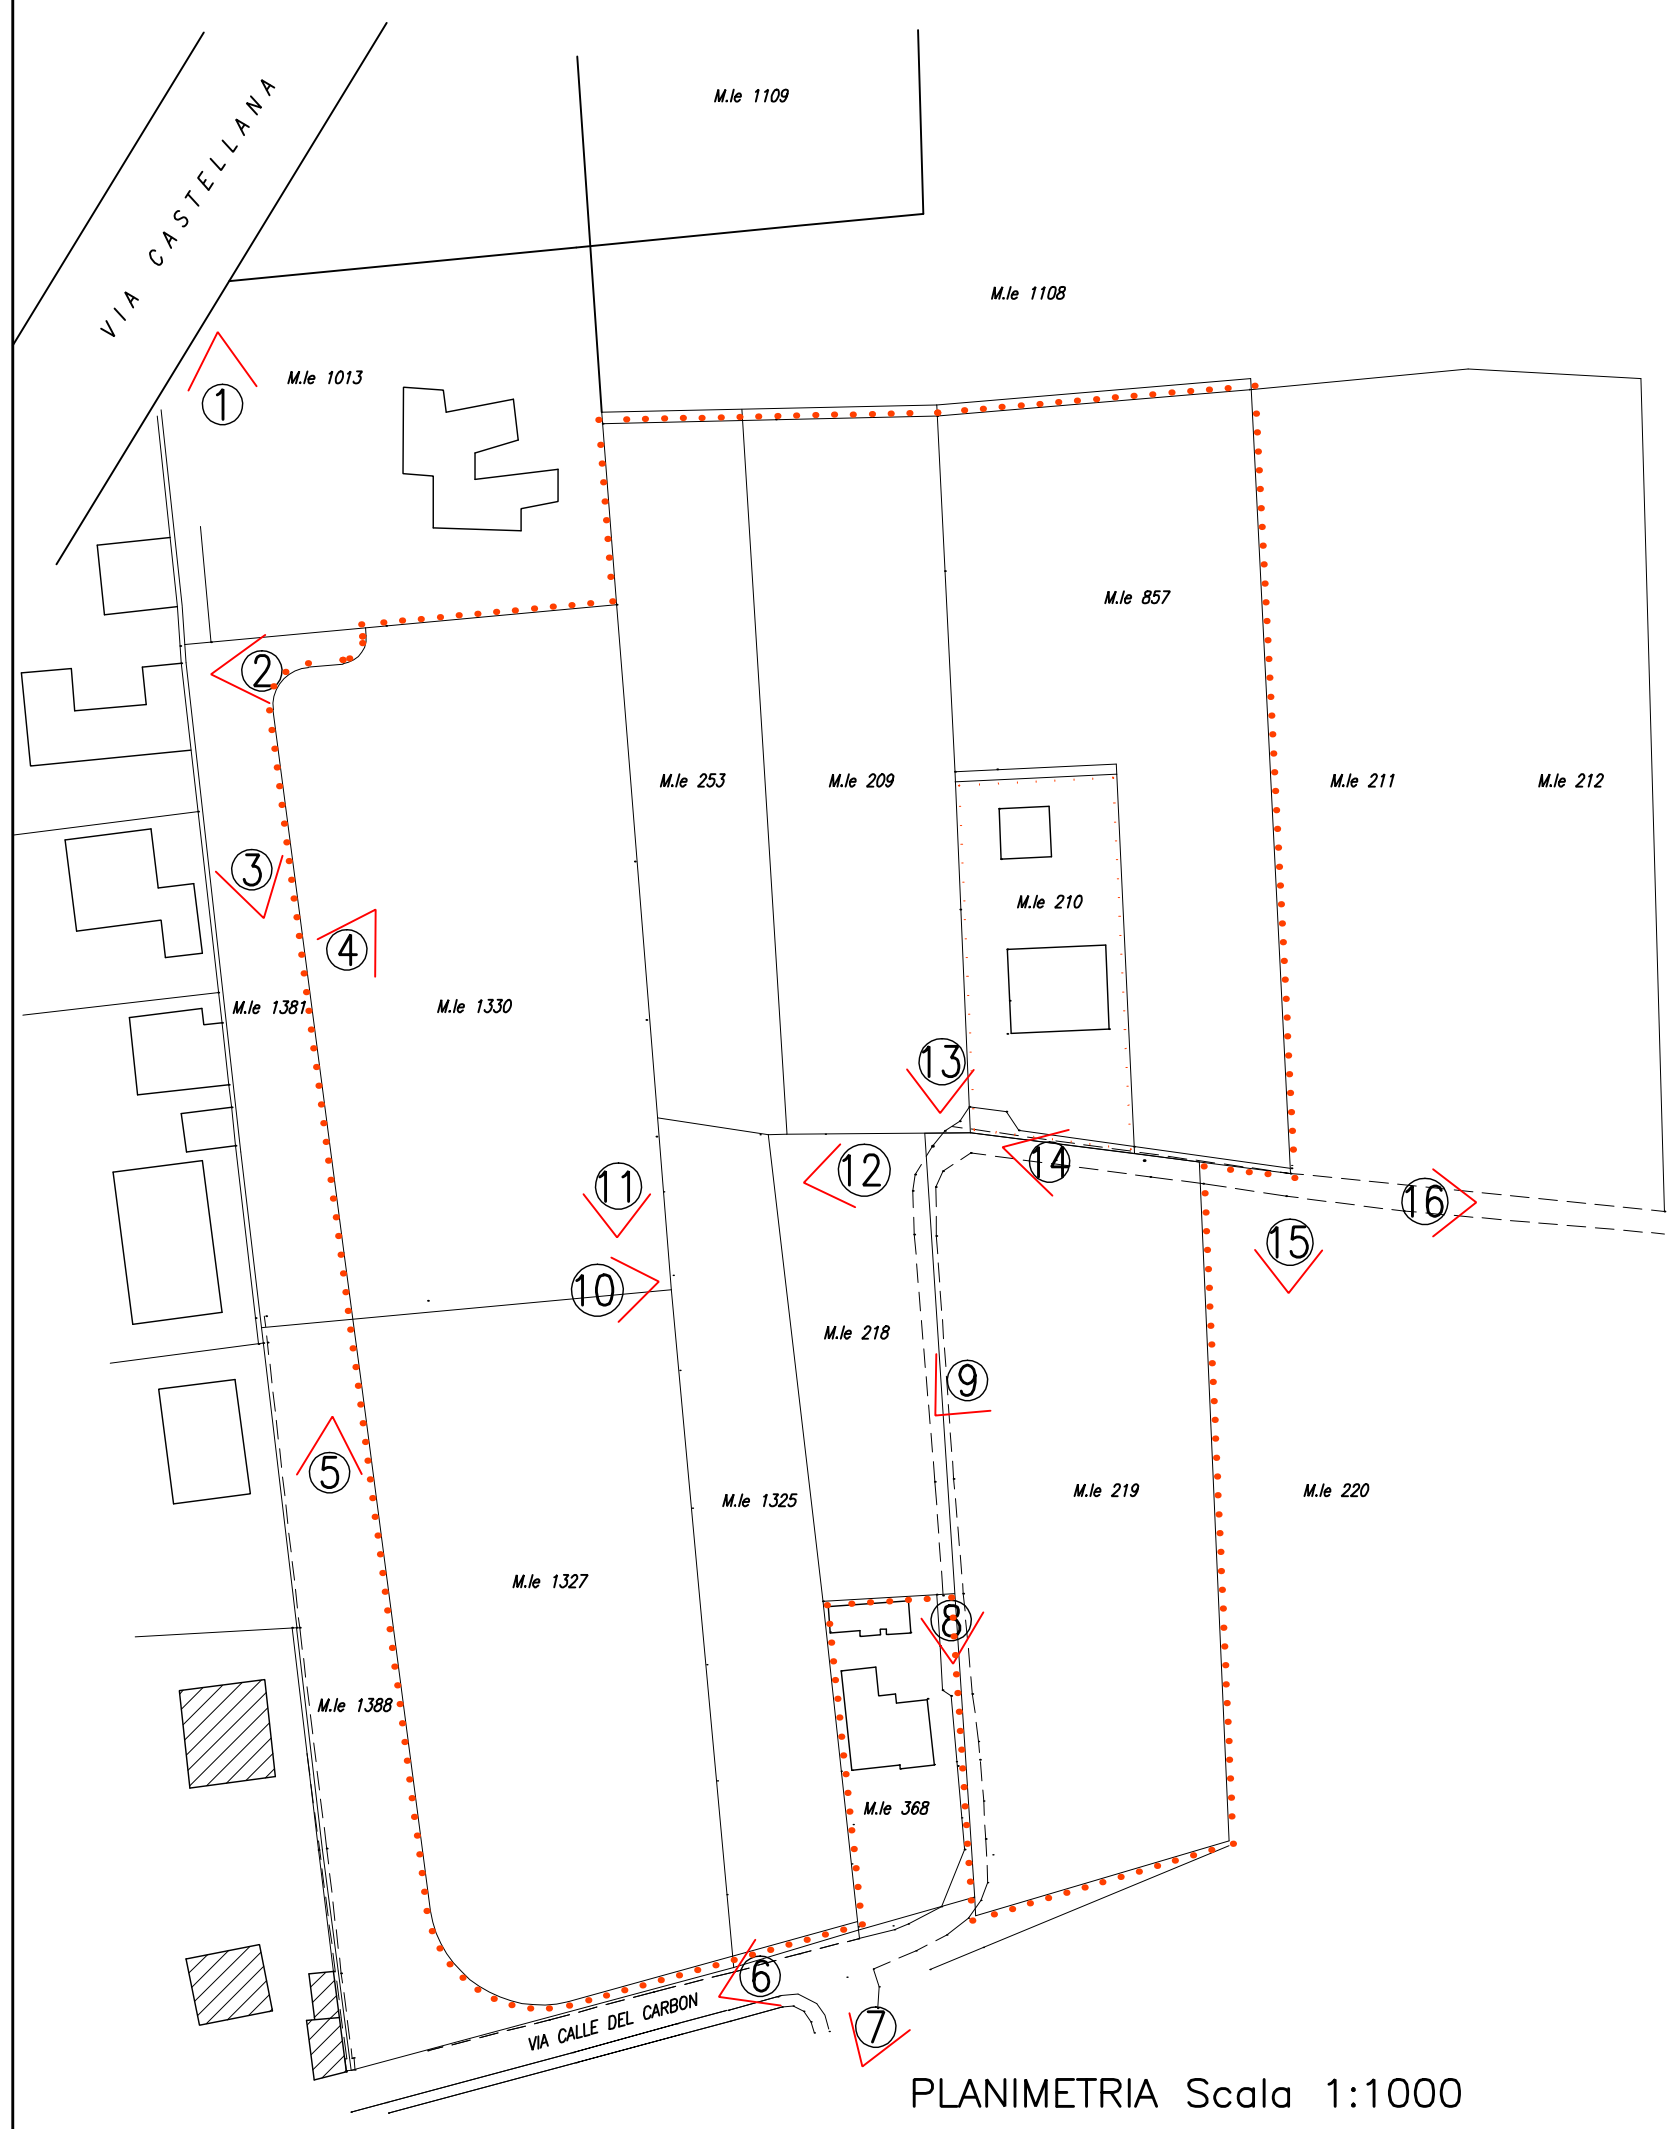 M.le 1109
VIA CASTELLANA
M.le 1108
M.le 1013
1
M.le 857
2
M.le 253
M.le 209
M.le 211
M.le 212
3
M.le 210
4
M.le 1381
M.le 1330
13
14
12
11
16
15
10
M.le 218
9
5
M.le 1325
M.le 219
M.le 220
M.le 1327
8
M.le 1388
M.le 368
6
VIA CALLE DEL CARBON
7
PLANIMETRIA Scala 1:1000